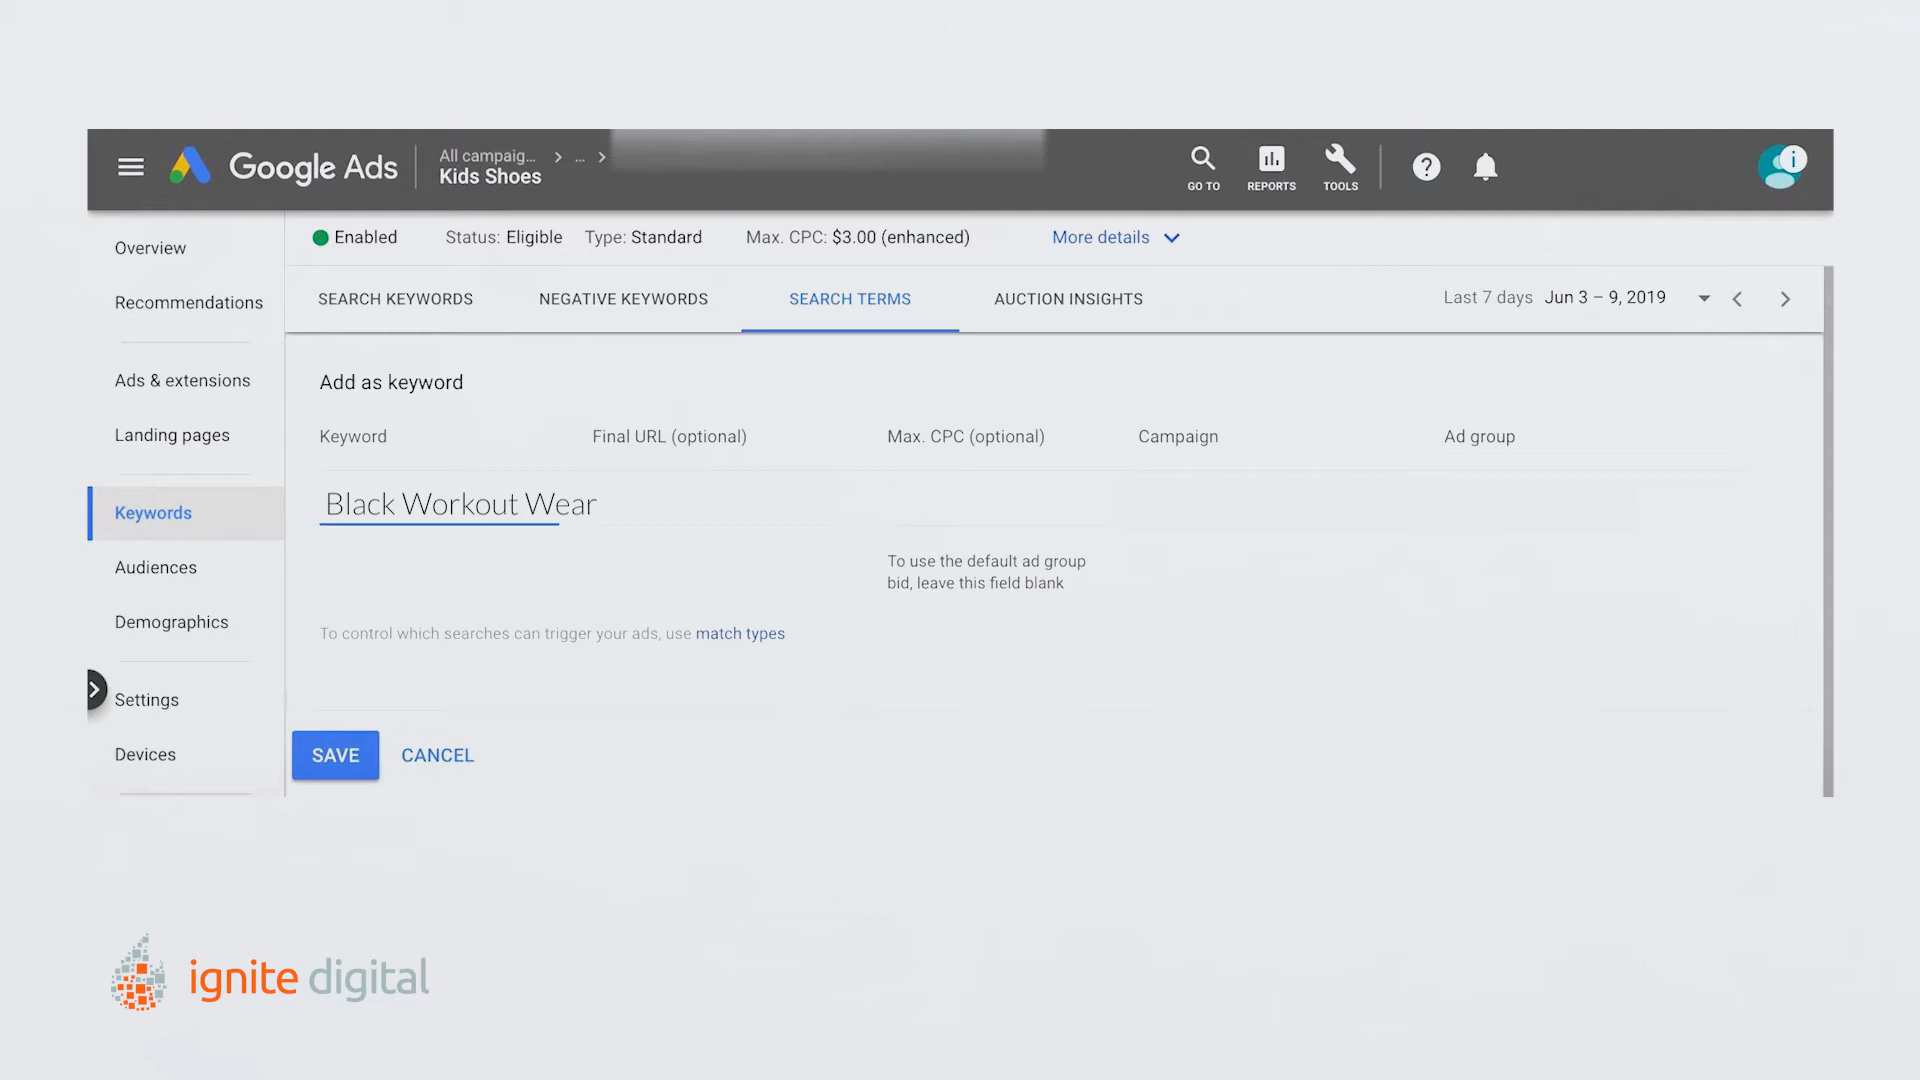 Google Ads
All campaig... > ... >
Kids Shoes
GO TO
REPORTS
TOOLS
Overview
Recommendations
Ads & extensions
Landing pages
Keywords
Audiences
Demographics
Settings
Devices
Enabled Status: Eligible Type: Standard Max. CPC: $3.00 (enhanced) More details
SEARCH KEYWORDS NEGATIVE KEYWORDS SEARCH TERMS AUCTION INSIGHTS Last 7 days Jun 3 – 9, 2019
Add as keyword
Keyword Final URL (optional) Max. CPC (optional) Campaign Ad group
Black Workout Wear
To use the default ad group
bid, leave this field blank
To control which searches can trigger your ads, use match types
SAVE CANCEL
ignite digital